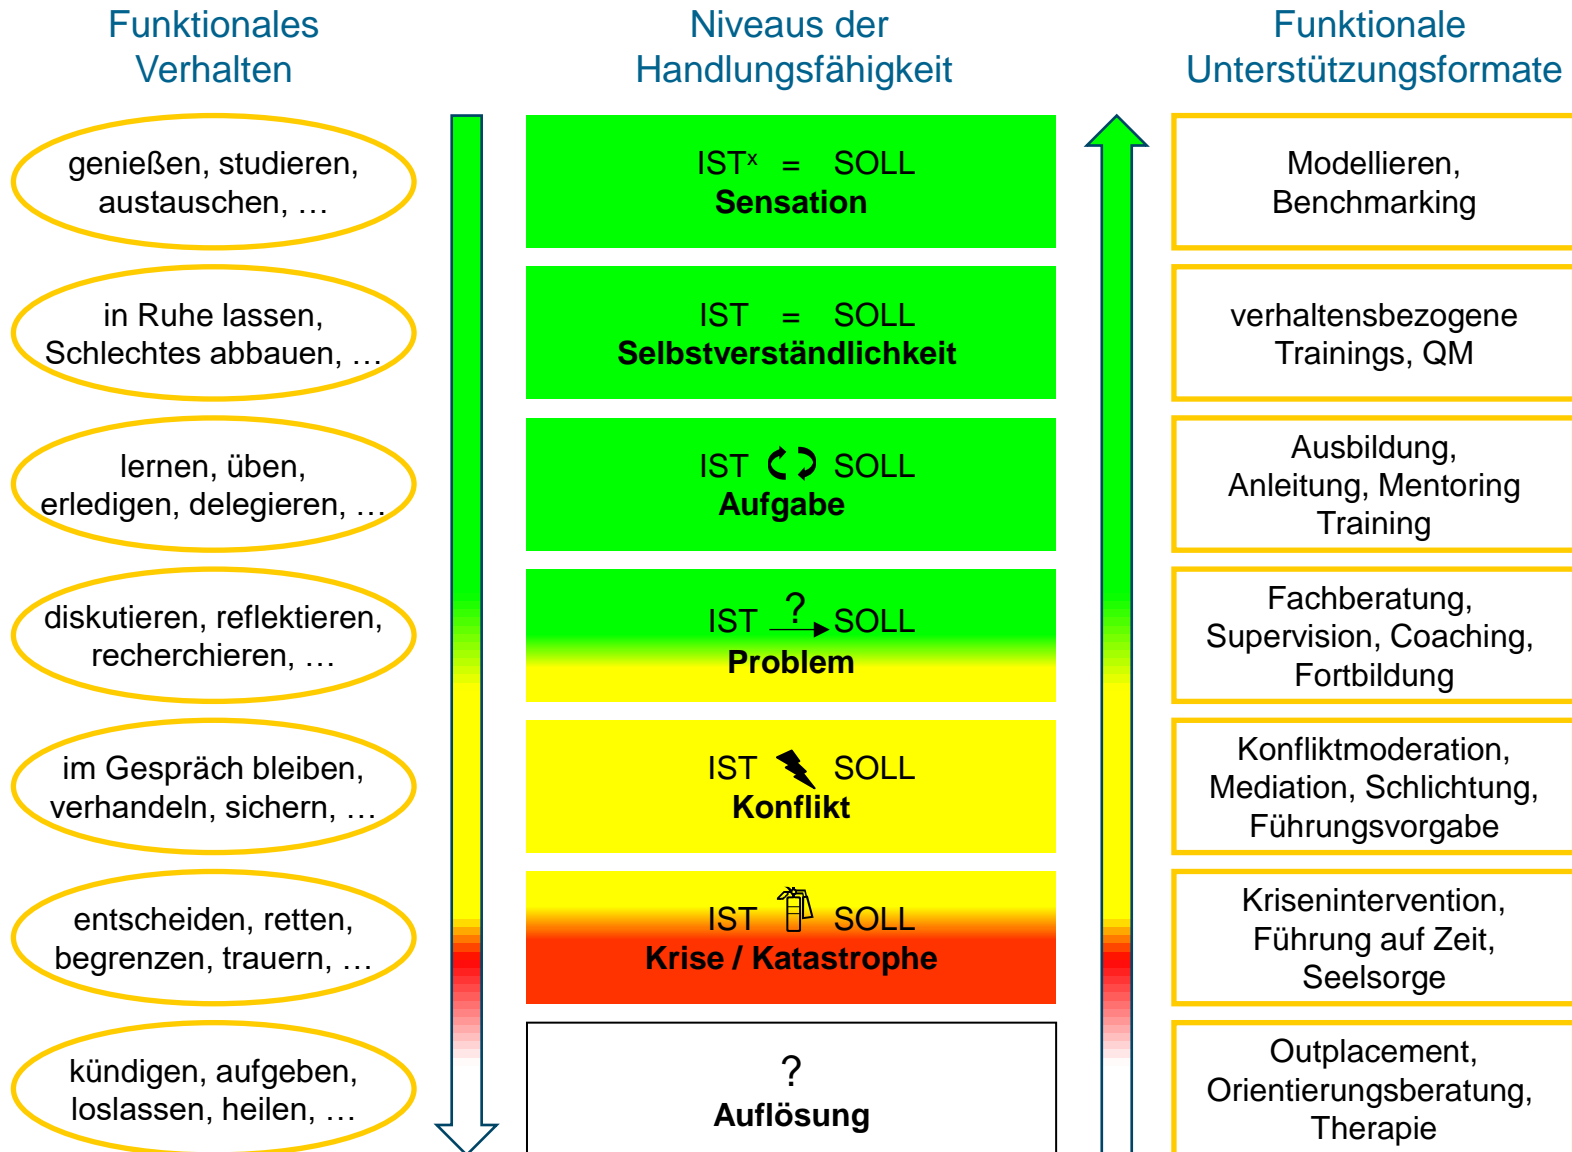 Funktionales
Verhalten
Niveaus der
Handlungsfähigkeit
Funktionale
Unterstützungsformate
genießen, studieren,
austauschen, …
ISTˣ = SOLL
Sensation
Modellieren,
Benchmarking
in Ruhe lassen,
Schlechtes abbauen, …
IST = SOLL
Selbstverständlichkeit
verhaltensbezogene
Trainings, QM
lernen, üben,
erledigen, delegieren, …
IST SOLL
Aufgabe
Ausbildung,
Anleitung, Mentoring
Training
diskutieren, reflektieren,
recherchieren, …
IST ? SOLL
Problem
Fachberatung,
Supervision, Coaching,
Fortbildung
im Gespräch bleiben,
verhandeln, sichern, …
IST SOLL
Konflikt
Konfliktmoderation,
Mediation, Schlichtung,
Führungsvorgabe
entscheiden, retten,
begrenzen, trauern, …
IST SOLL
Krise / Katastrophe
Krisenintervention,
Führung auf Zeit,
Seelsorge
kündigen, aufgeben,
loslassen, heilen, …
?
Auflösung
Outplacement,
Orientierungsberatung,
Therapie